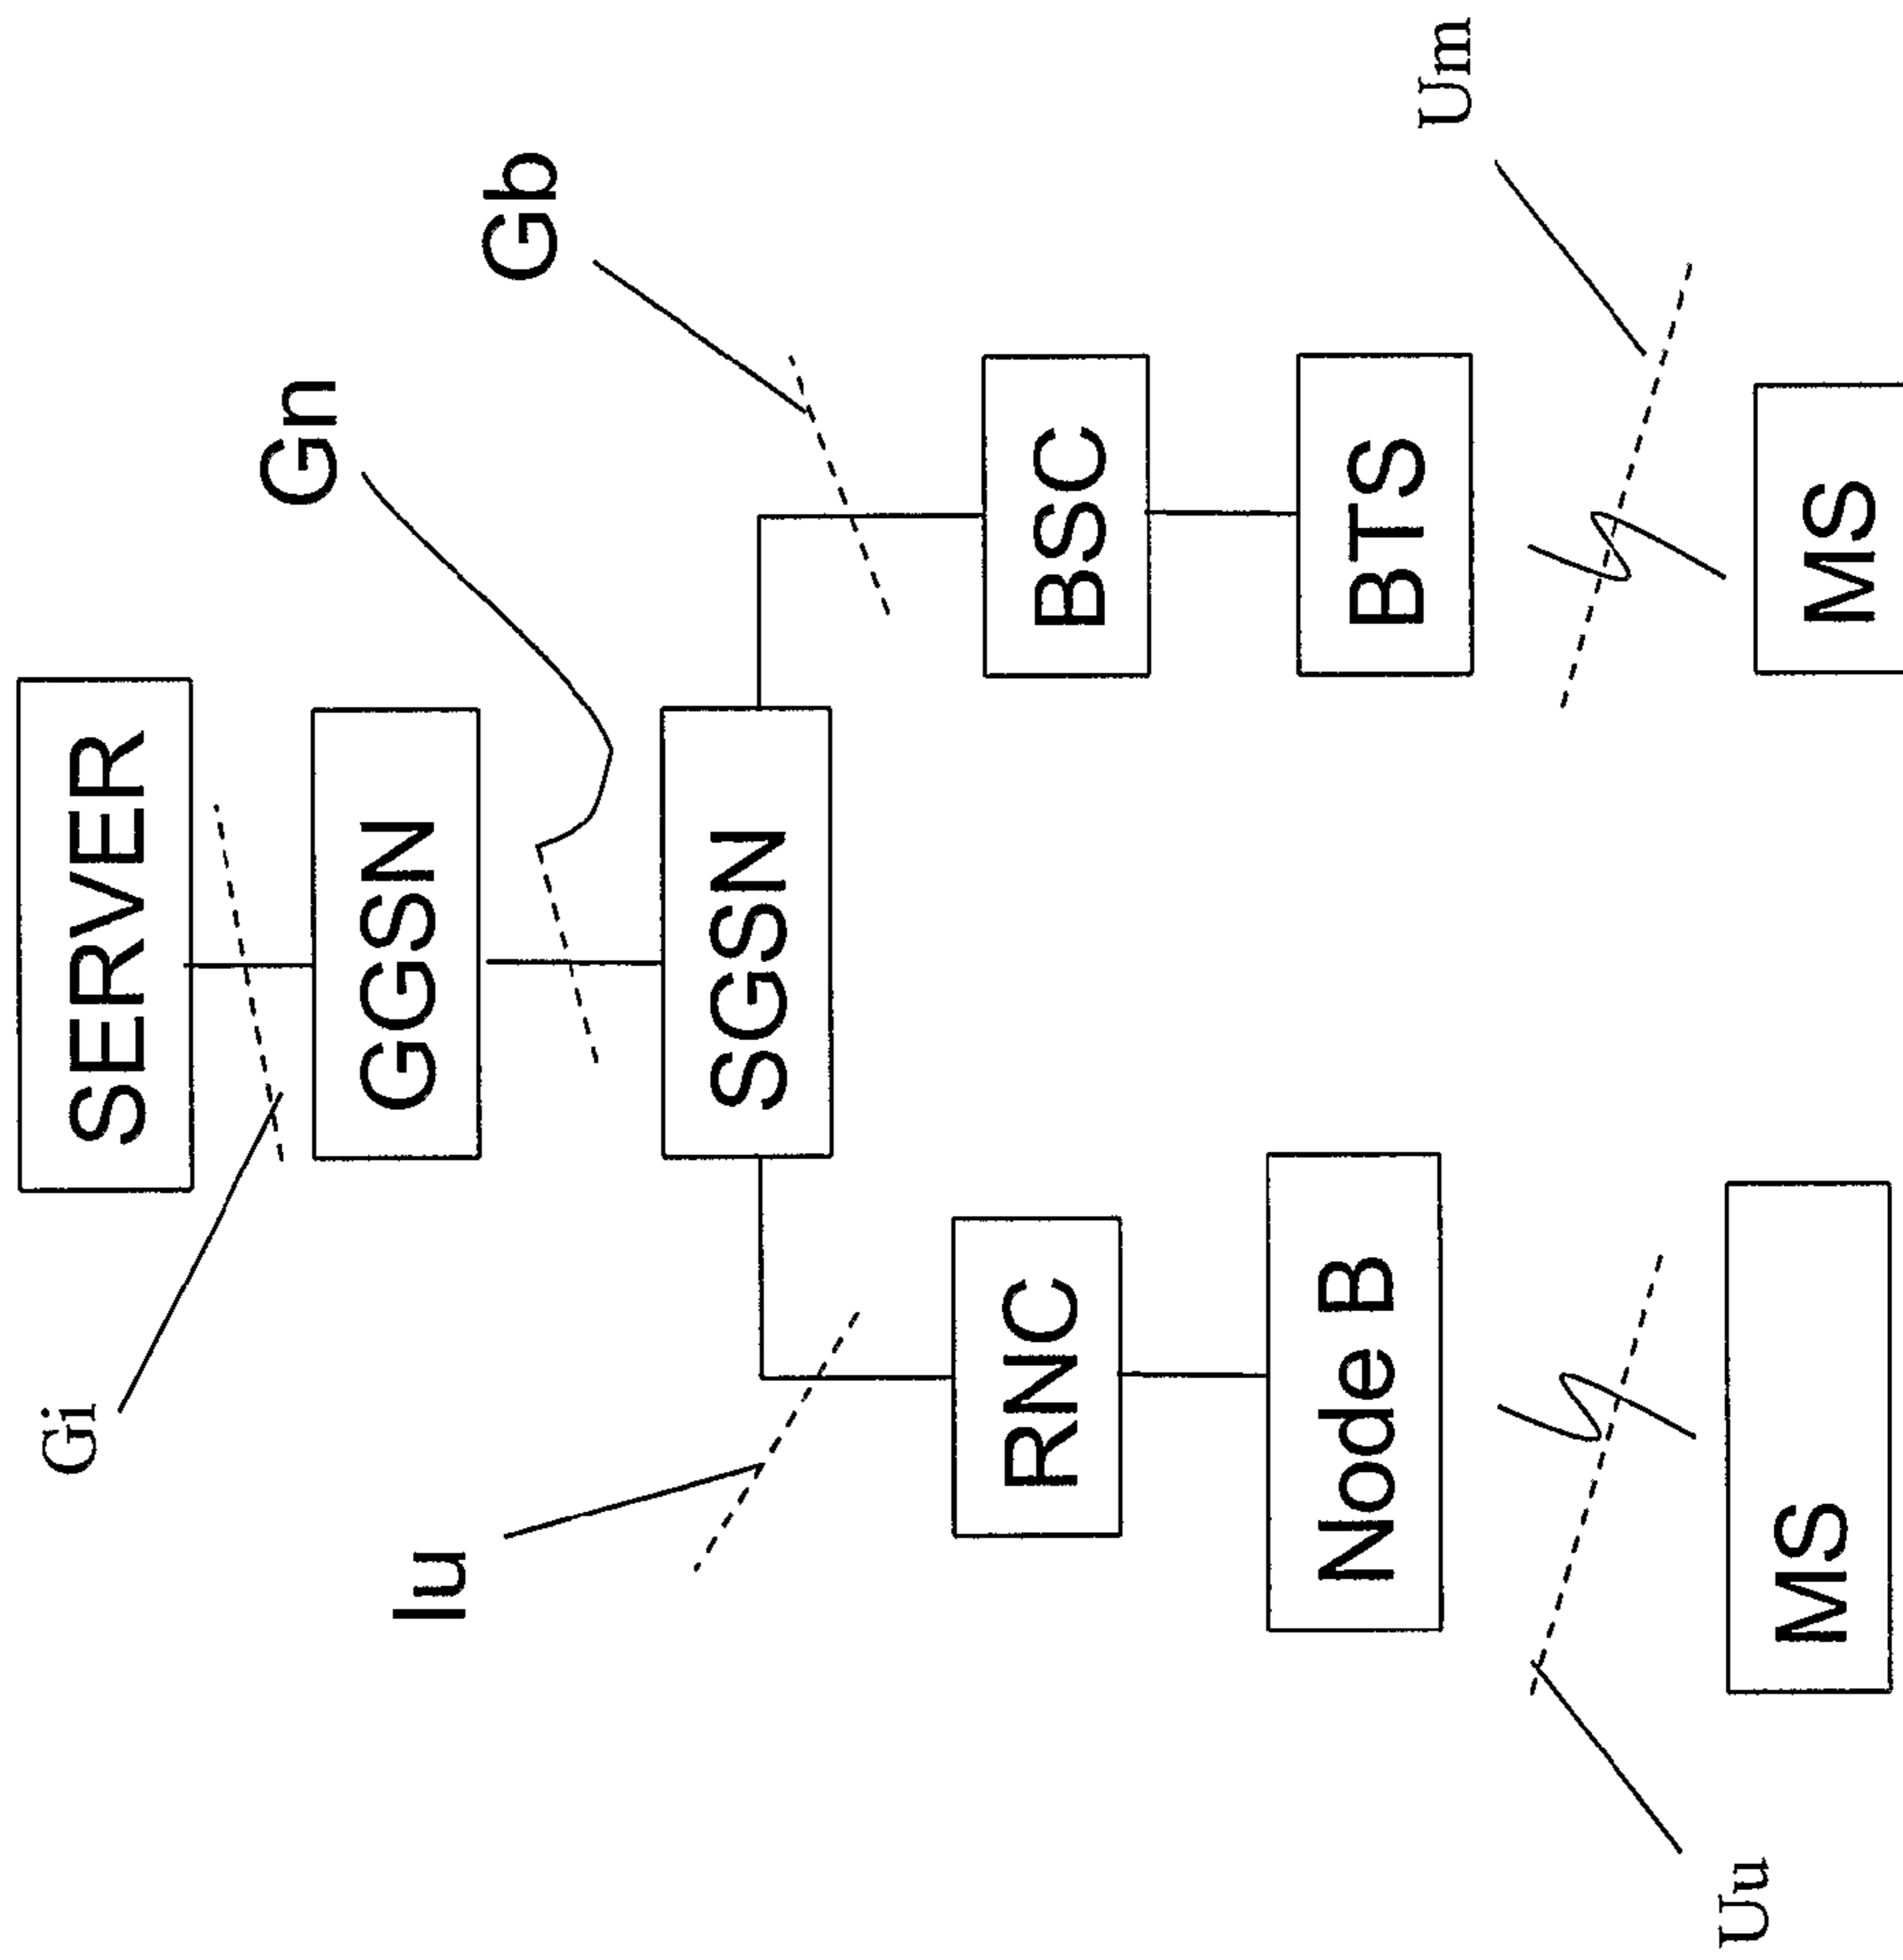 SERVER
Gi
GGSN
Gn
Iu
SGSN
Gb
RNC
BSC
Node B
BTS
Uu
Um
MS
MS